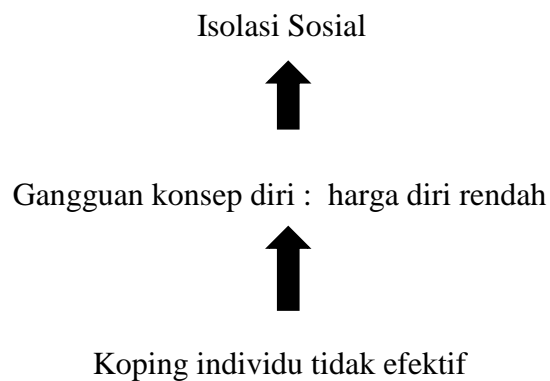 Isolasi Sosial
Gangguan konsep diri :  harga diri rendah
Koping individu tidak efektif